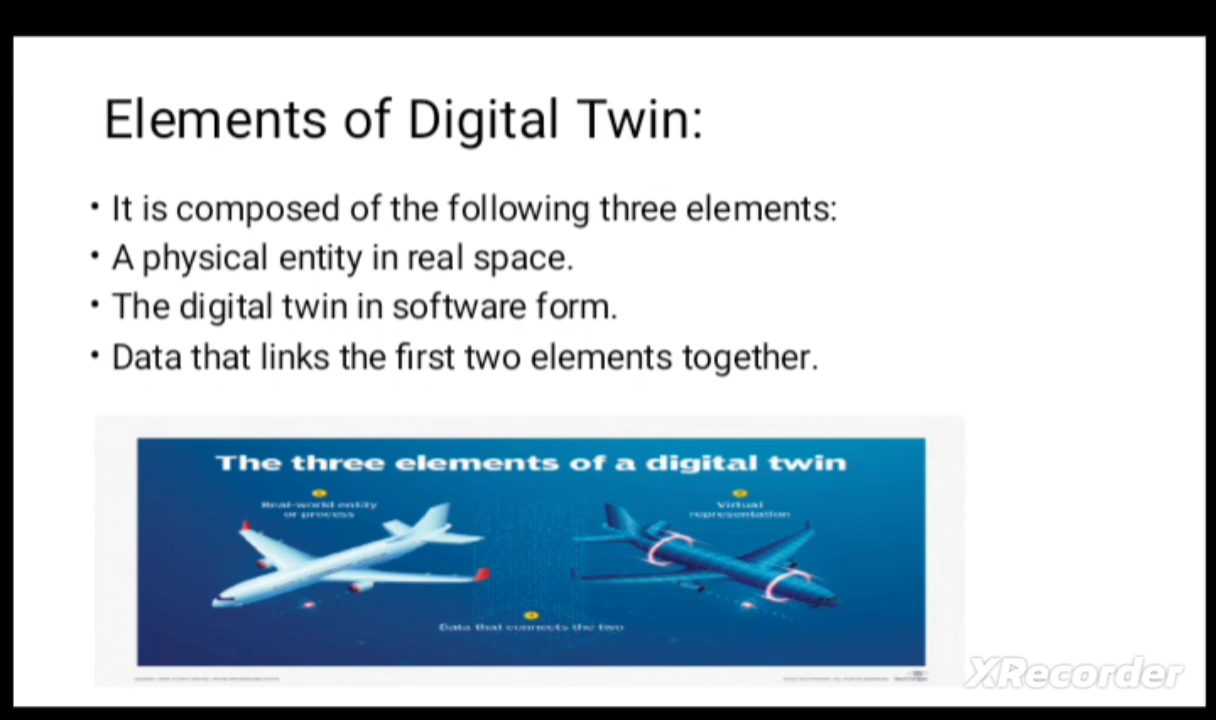 Elements of Digital Twin:
• It is composed of the following three elements:
• A physical entity in real space.
• The digital twin in software form.
• Data that links the first two elements together.
The three elements of a digital twin
Real-world entity
or process
Virtual
representation
Data that connects the two
XRecorder